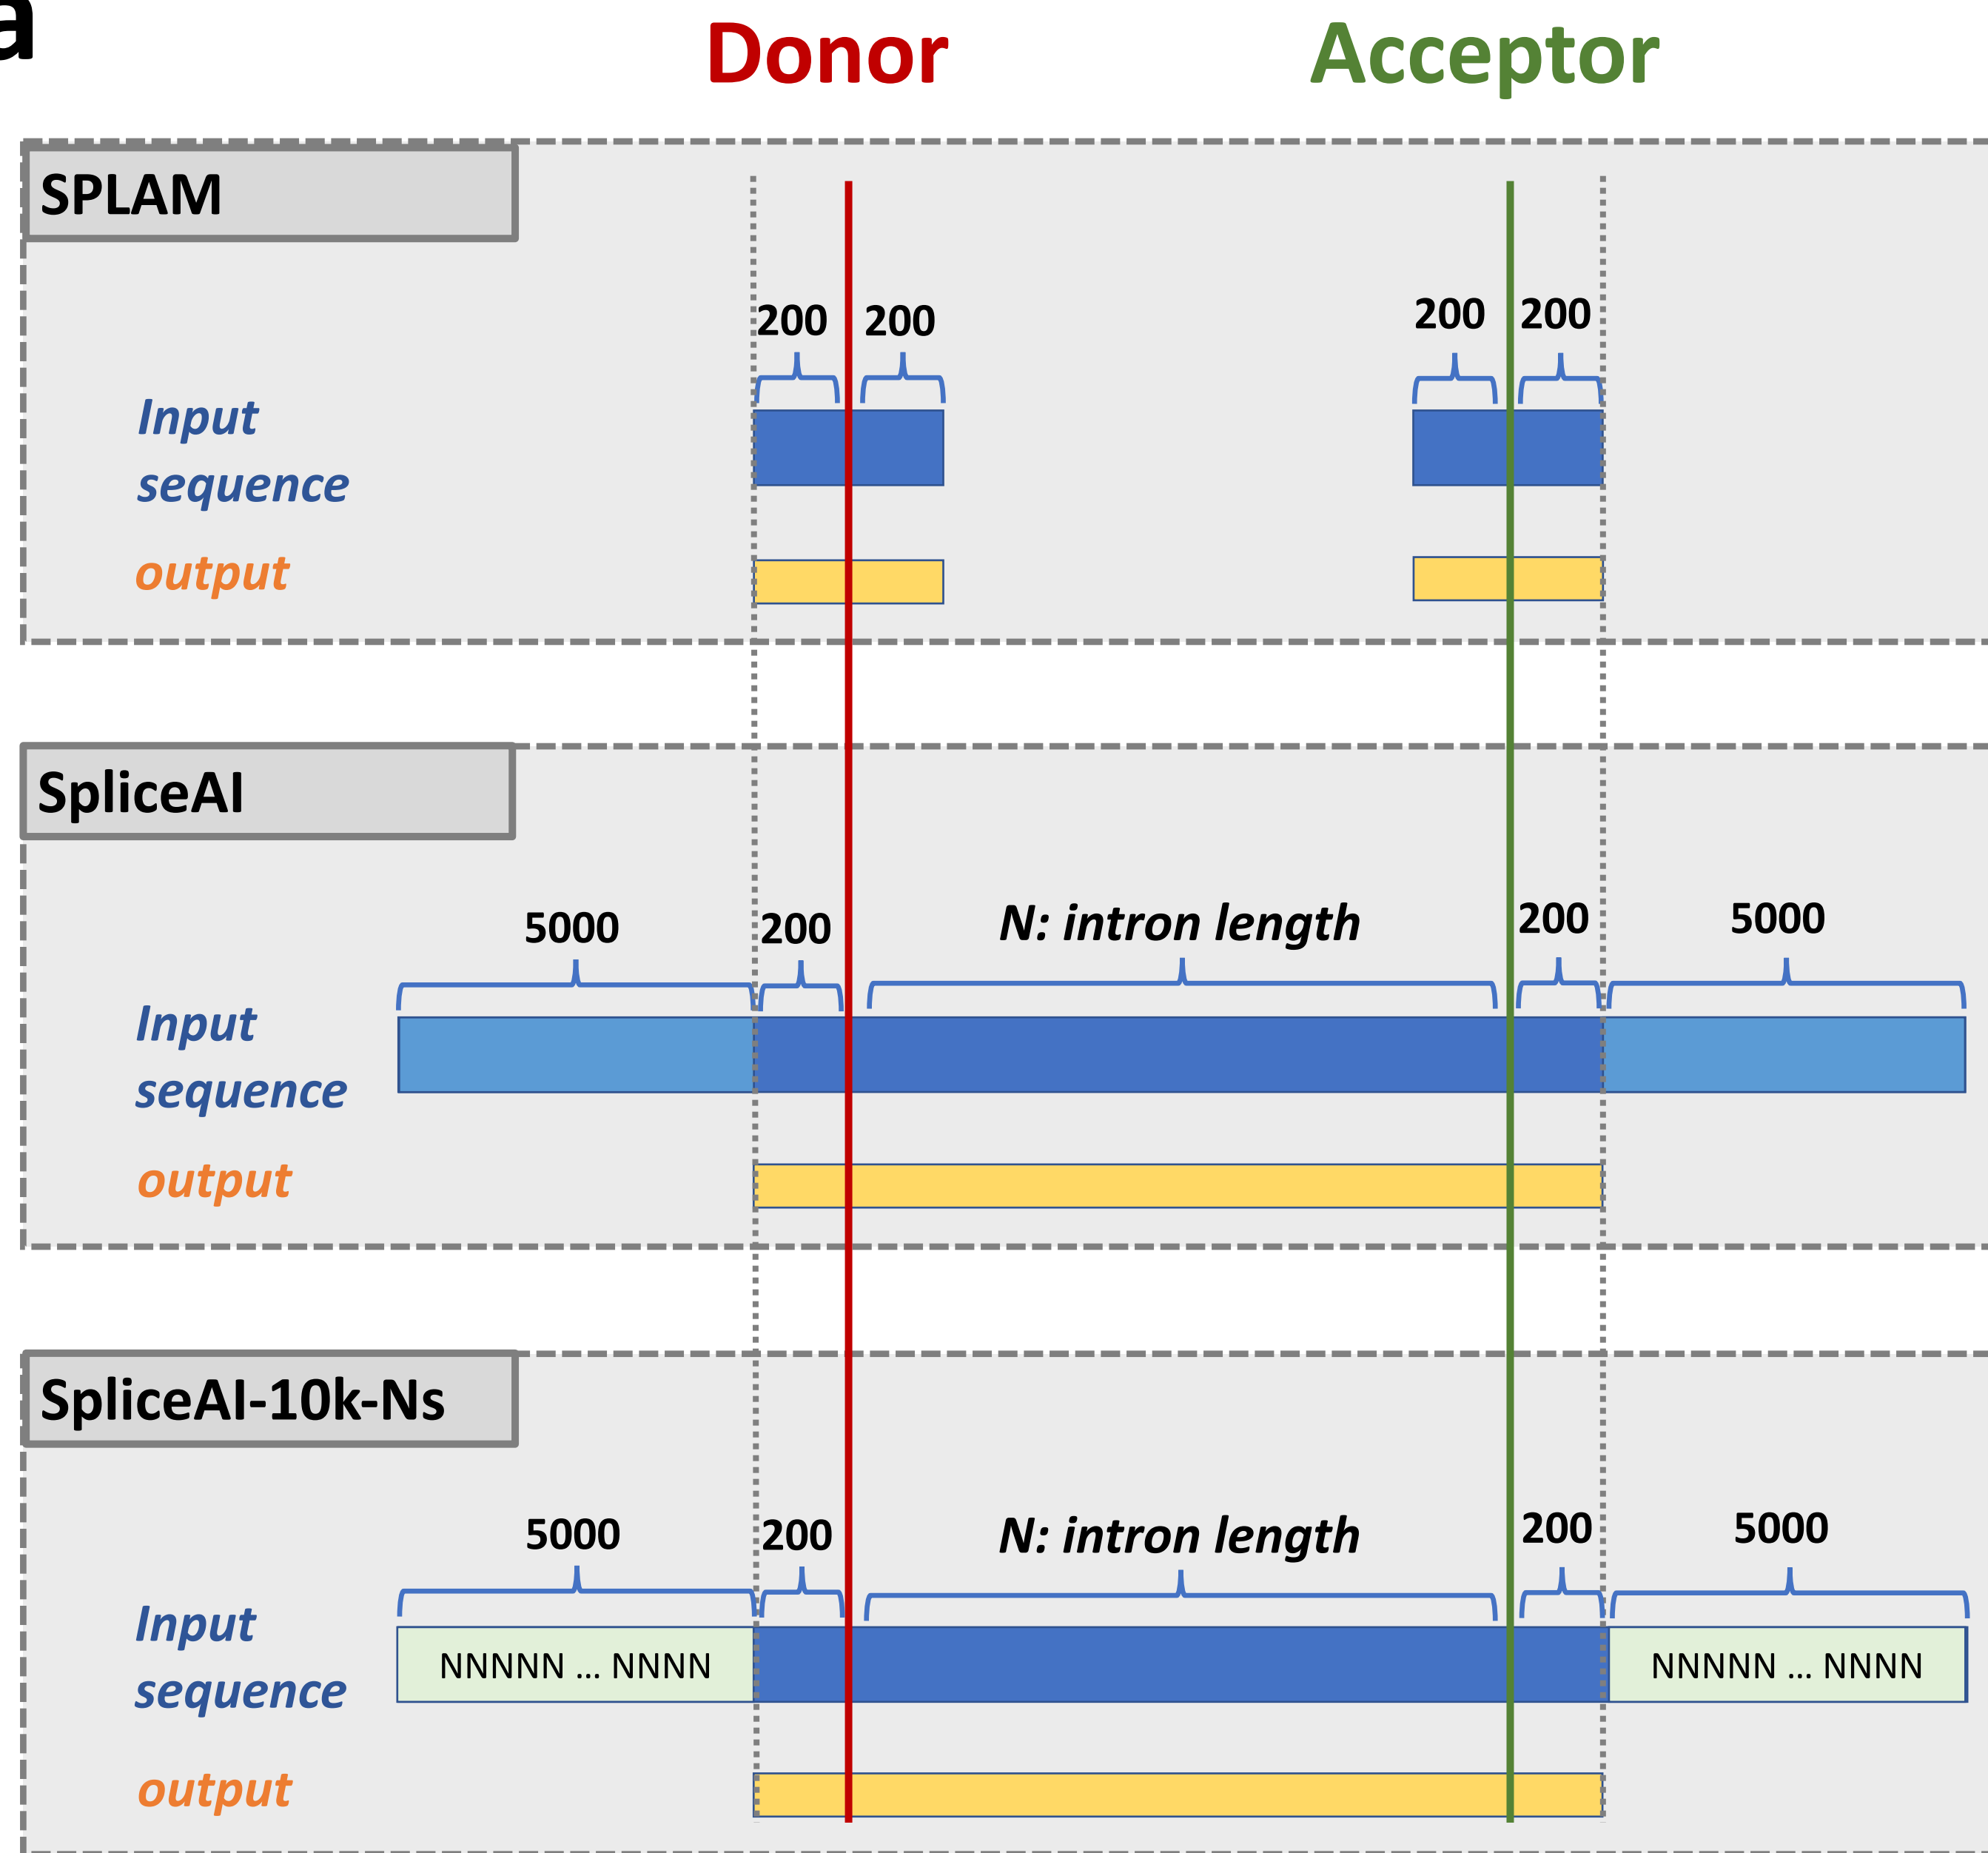 a
Donor Acceptor
SPLAM
200 200 200 200
Input
sequence
output
SpliceAI
5000 200 N: intron length 200 5000
Input
sequence
output
SpliceAI-10k-Ns
5000 200 N: intron length 200 5000
Input
sequence
NNNNN ... NNNN NNNNN ... NNNN
output